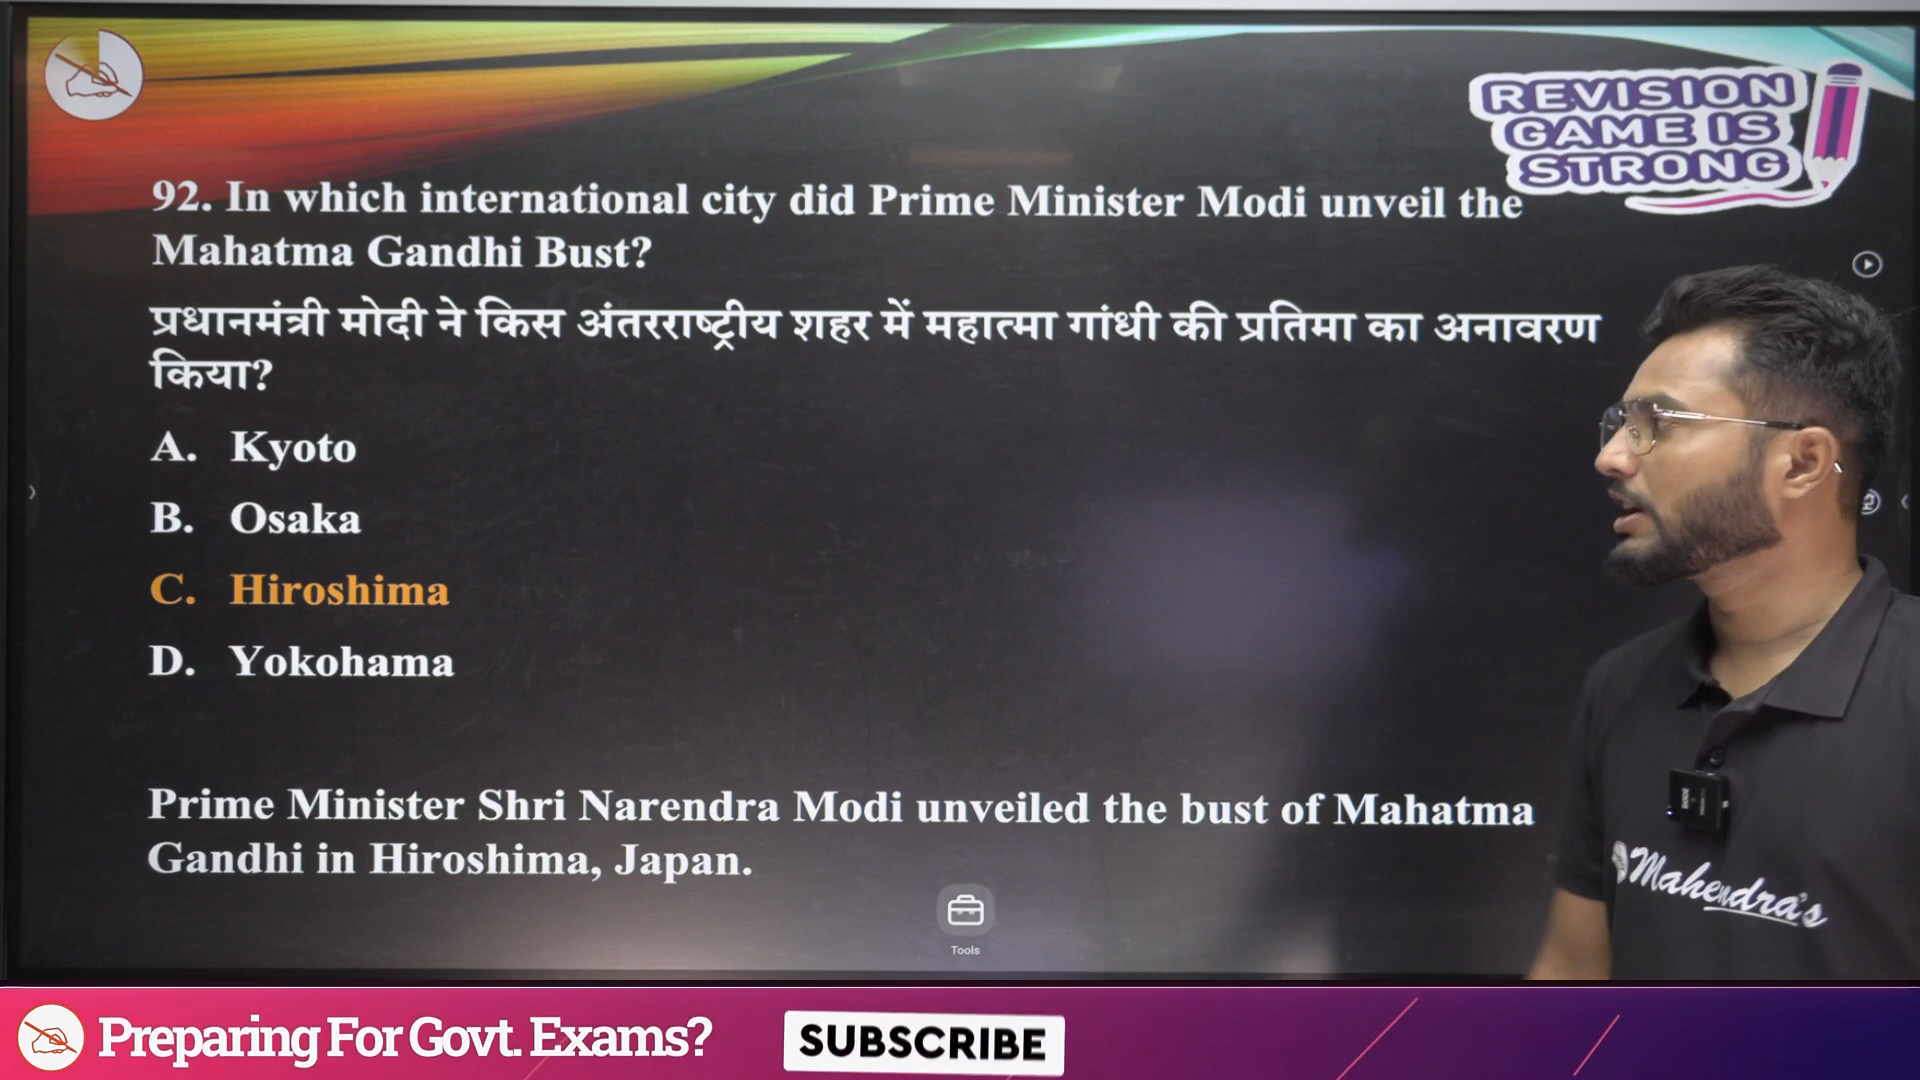 REVISION
GAME IS
STRONG
92. In which international city did Prime Minister Modi unveil the
Mahatma Gandhi Bust?
प्रधानमंत्री मोदी ने किस अंतरराष्ट्रीय शहर में महात्मा गांधी की प्रतिमा का अनावरण
किया?
A. Kyoto
B. Osaka
C. Hiroshima
D. Yokohama
Prime Minister Shri Narendra Modi unveiled the bust of Mahatma
Gandhi in Hiroshima, Japan.
Tools
Mahendra's
Preparing For Govt. Exams?
SUBSCRIBE